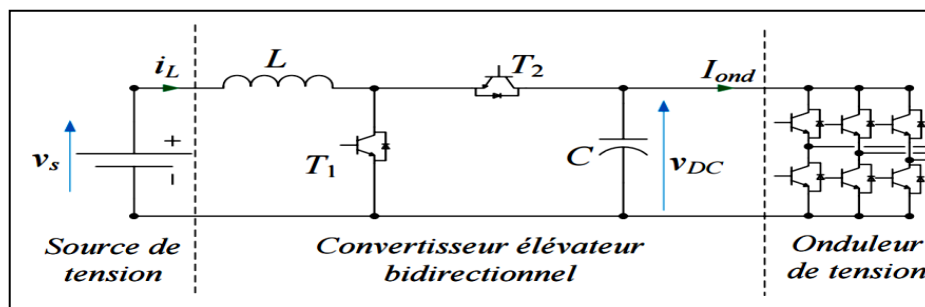 i_L
L
T_2
I_ond
v_s
+
−
T_1
C
v_DC
Source de tension
Convertisseur élévateur bidirectionnel
Onduleur de tension